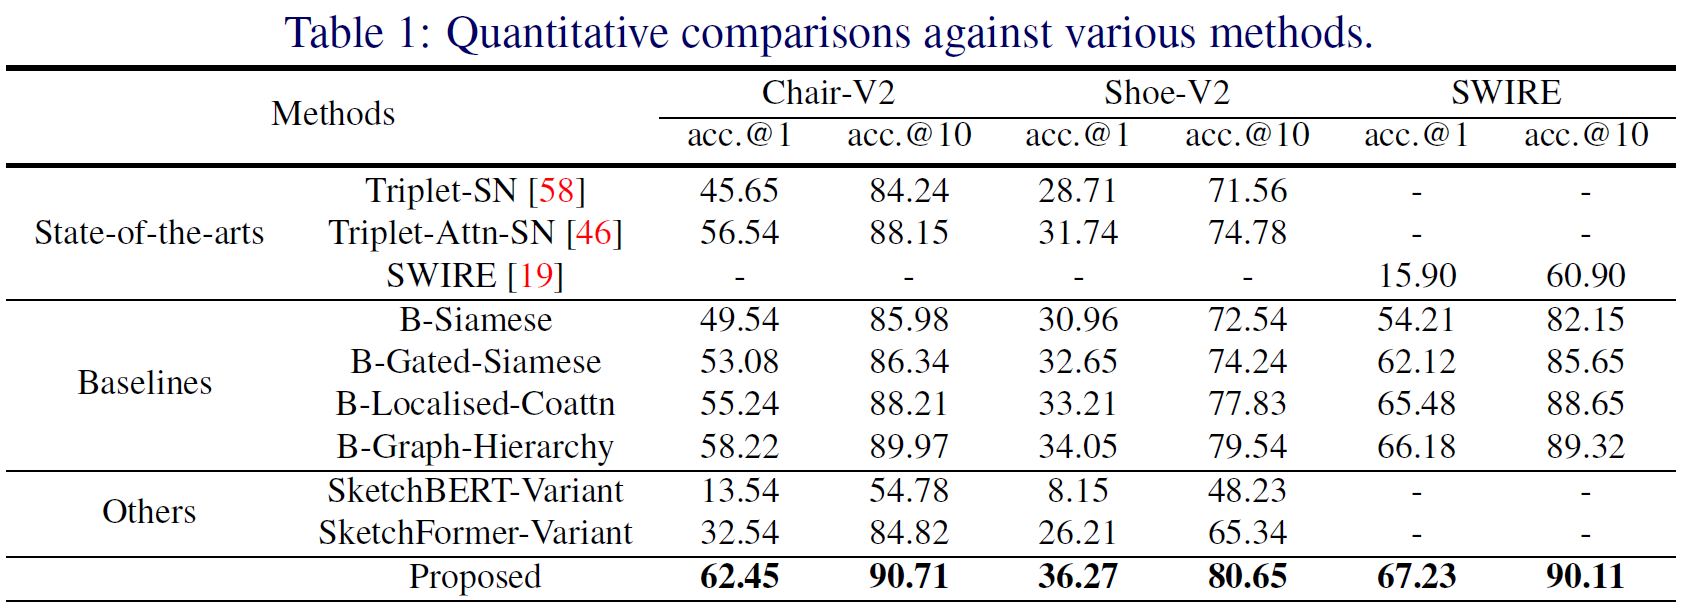 Table 1: Quantitative comparisons against various methods.
Methods Chair-V2 Shoe-V2 SWIRE
acc.@1 acc.@10 acc.@1 acc.@10 acc.@1 acc.@10
State-of-the-arts Triplet-SN [58] 45.65 84.24 28.71 71.56 - -
Triplet-Attn-SN [46] 56.54 88.15 31.74 74.78 - -
SWIRE [19] - - - - 15.90 60.90
Baselines B-Siamese 49.54 85.98 30.96 72.54 54.21 82.15
B-Gated-Siamese 53.08 86.34 32.65 74.24 62.12 85.65
B-Localised-Coattn 55.24 88.21 33.21 77.83 65.48 88.65
B-Graph-Hierarchy 58.22 89.97 34.05 79.54 66.18 89.32
Others SketchBERT-Variant 13.54 54.78 8.15 48.23 - -
SketchFormer-Variant 32.54 84.82 26.21 65.34 - -
Proposed 62.45 90.71 36.27 80.65 67.23 90.11